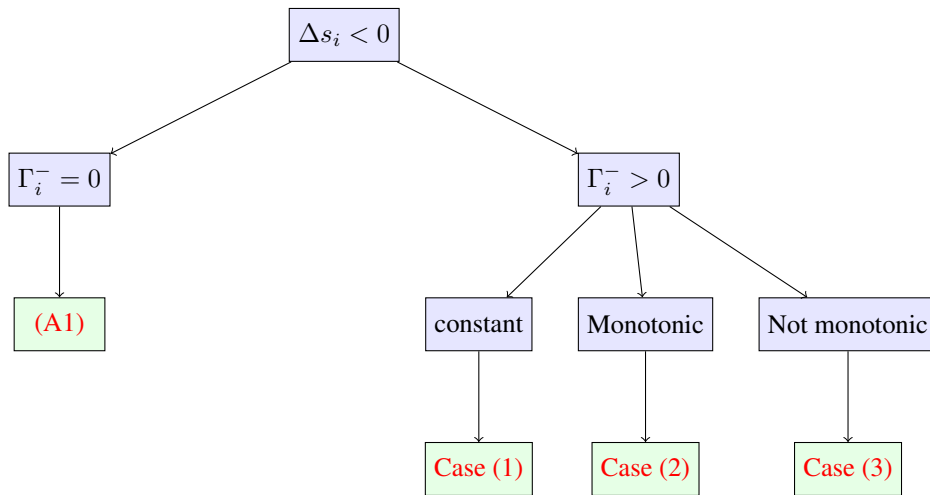 Δs_i < 0
Γ_i^- = 0
Γ_i^- > 0
(A1)
constant
Monotonic
Not monotonic
Case (1)
Case (2)
Case (3)